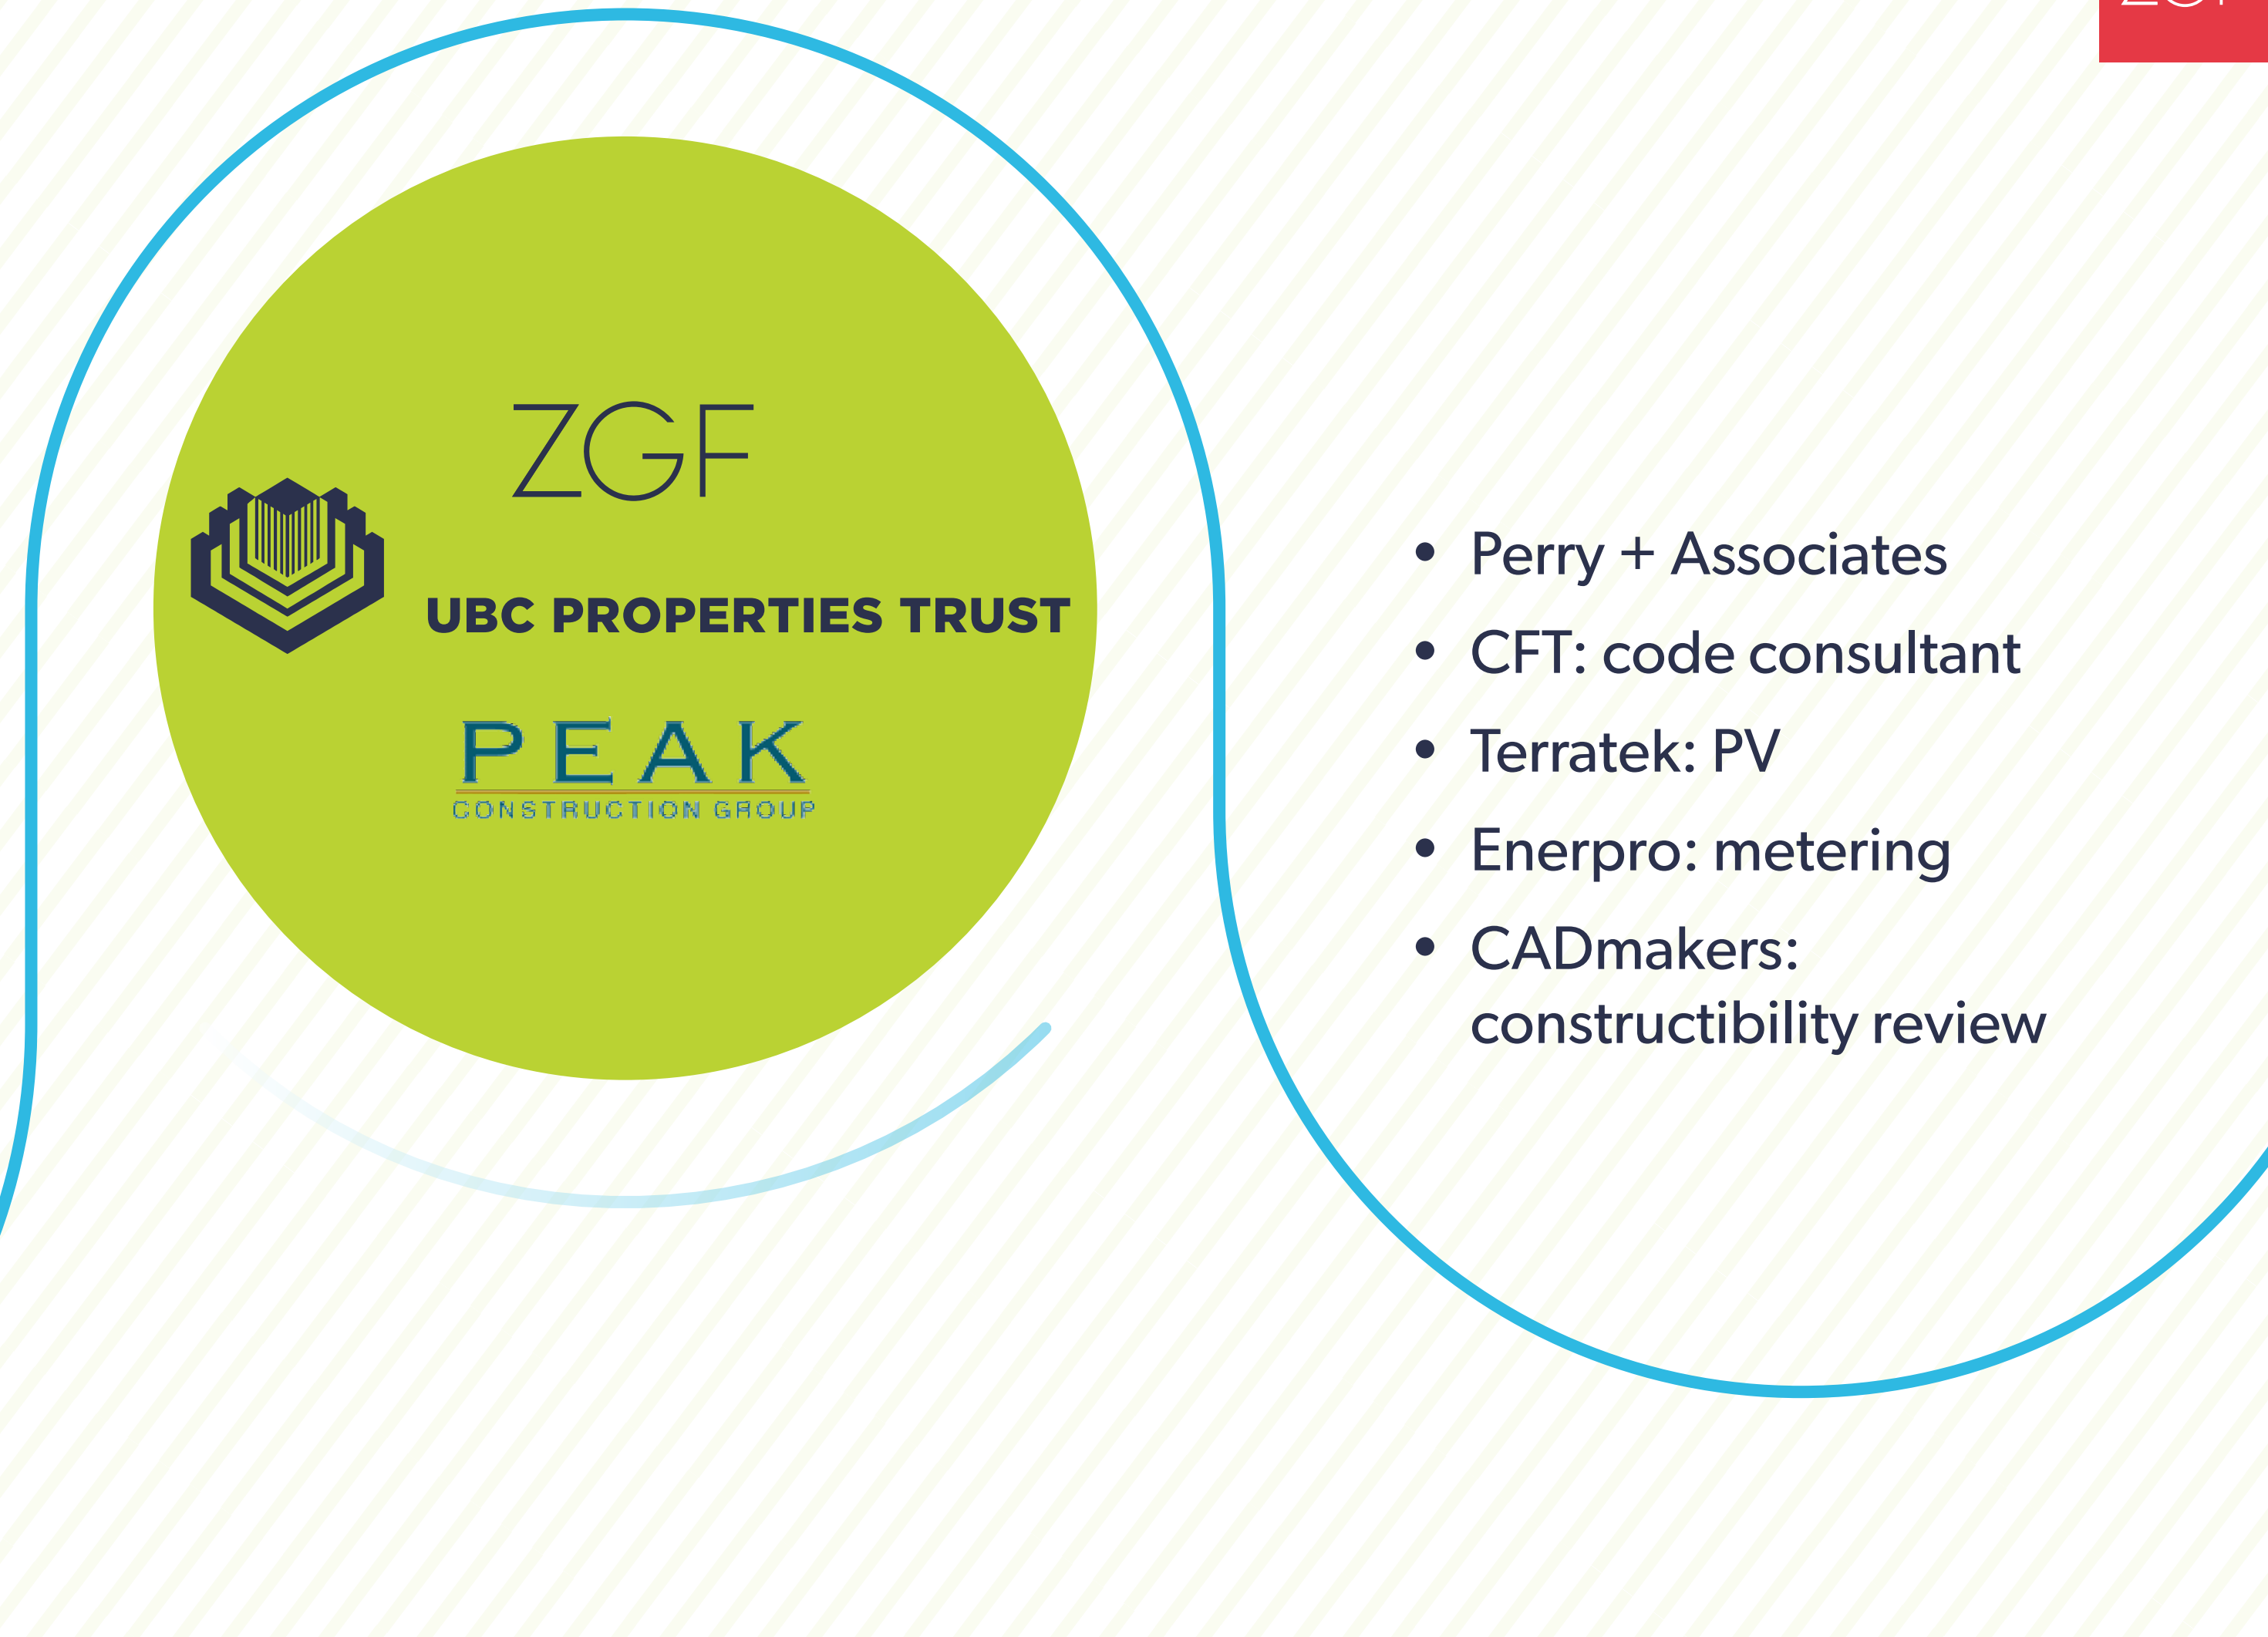 ZGF
UBC PROPERTIES TRUST
PEAK
CONSTRUCTION GROUP
• Perry + Associates
• CFT: code consultant
• Terratek: PV
• Enerpro: metering
• CADmakers:
constructibility review